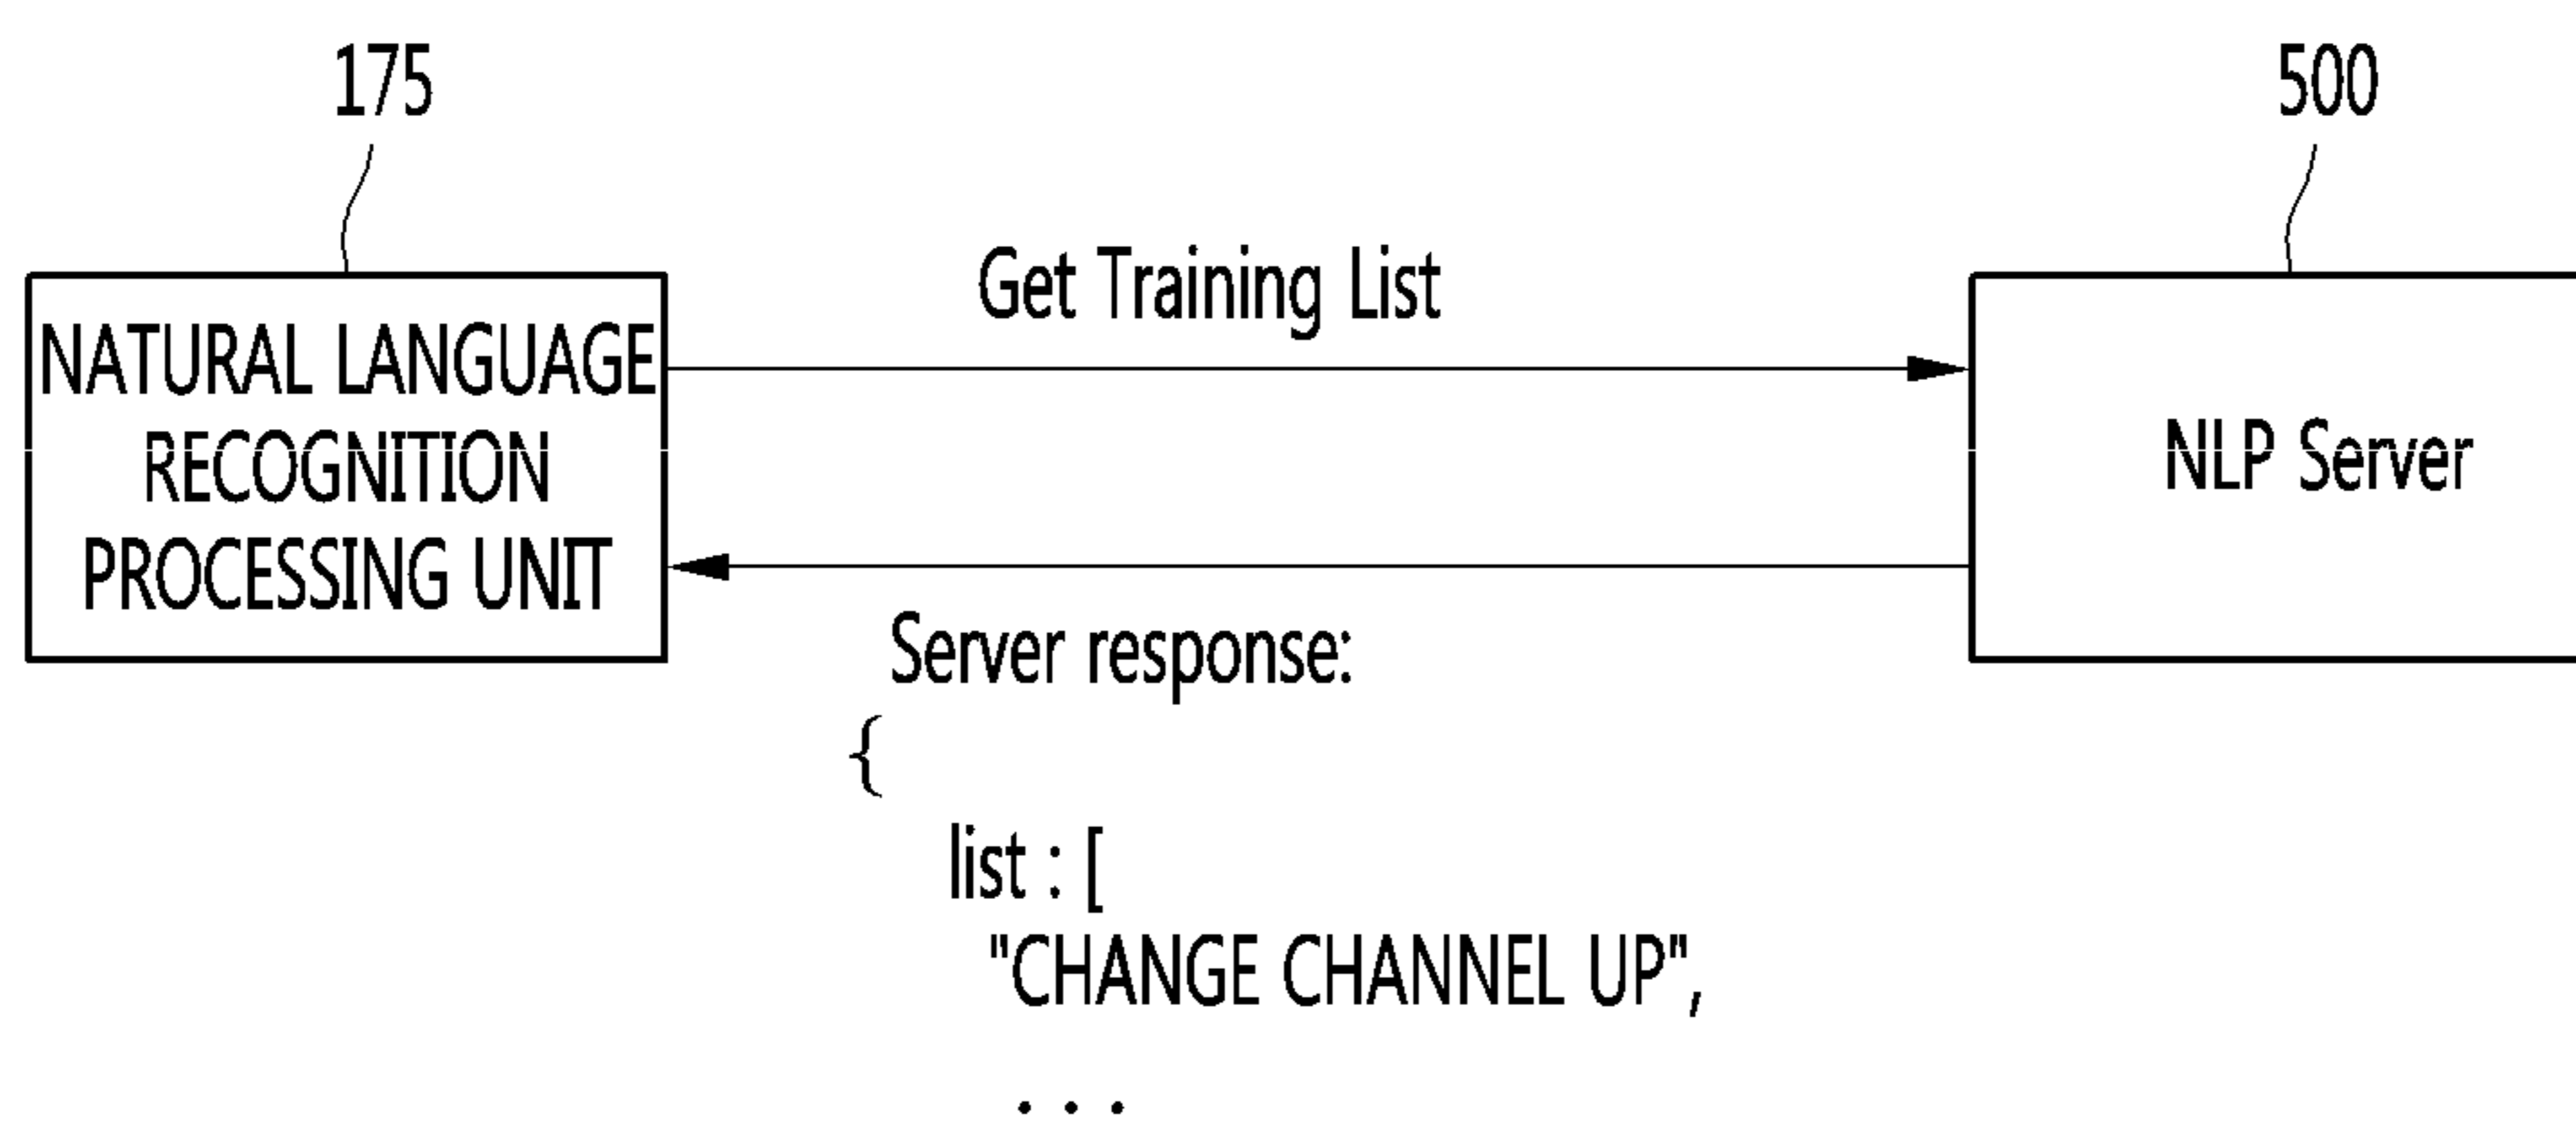 175
500
NATURAL LANGUAGE
RECOGNITION
PROCESSING UNIT
Get Training List
NLP Server
Server response:
{
list : [
"CHANGE CHANNEL UP",
...